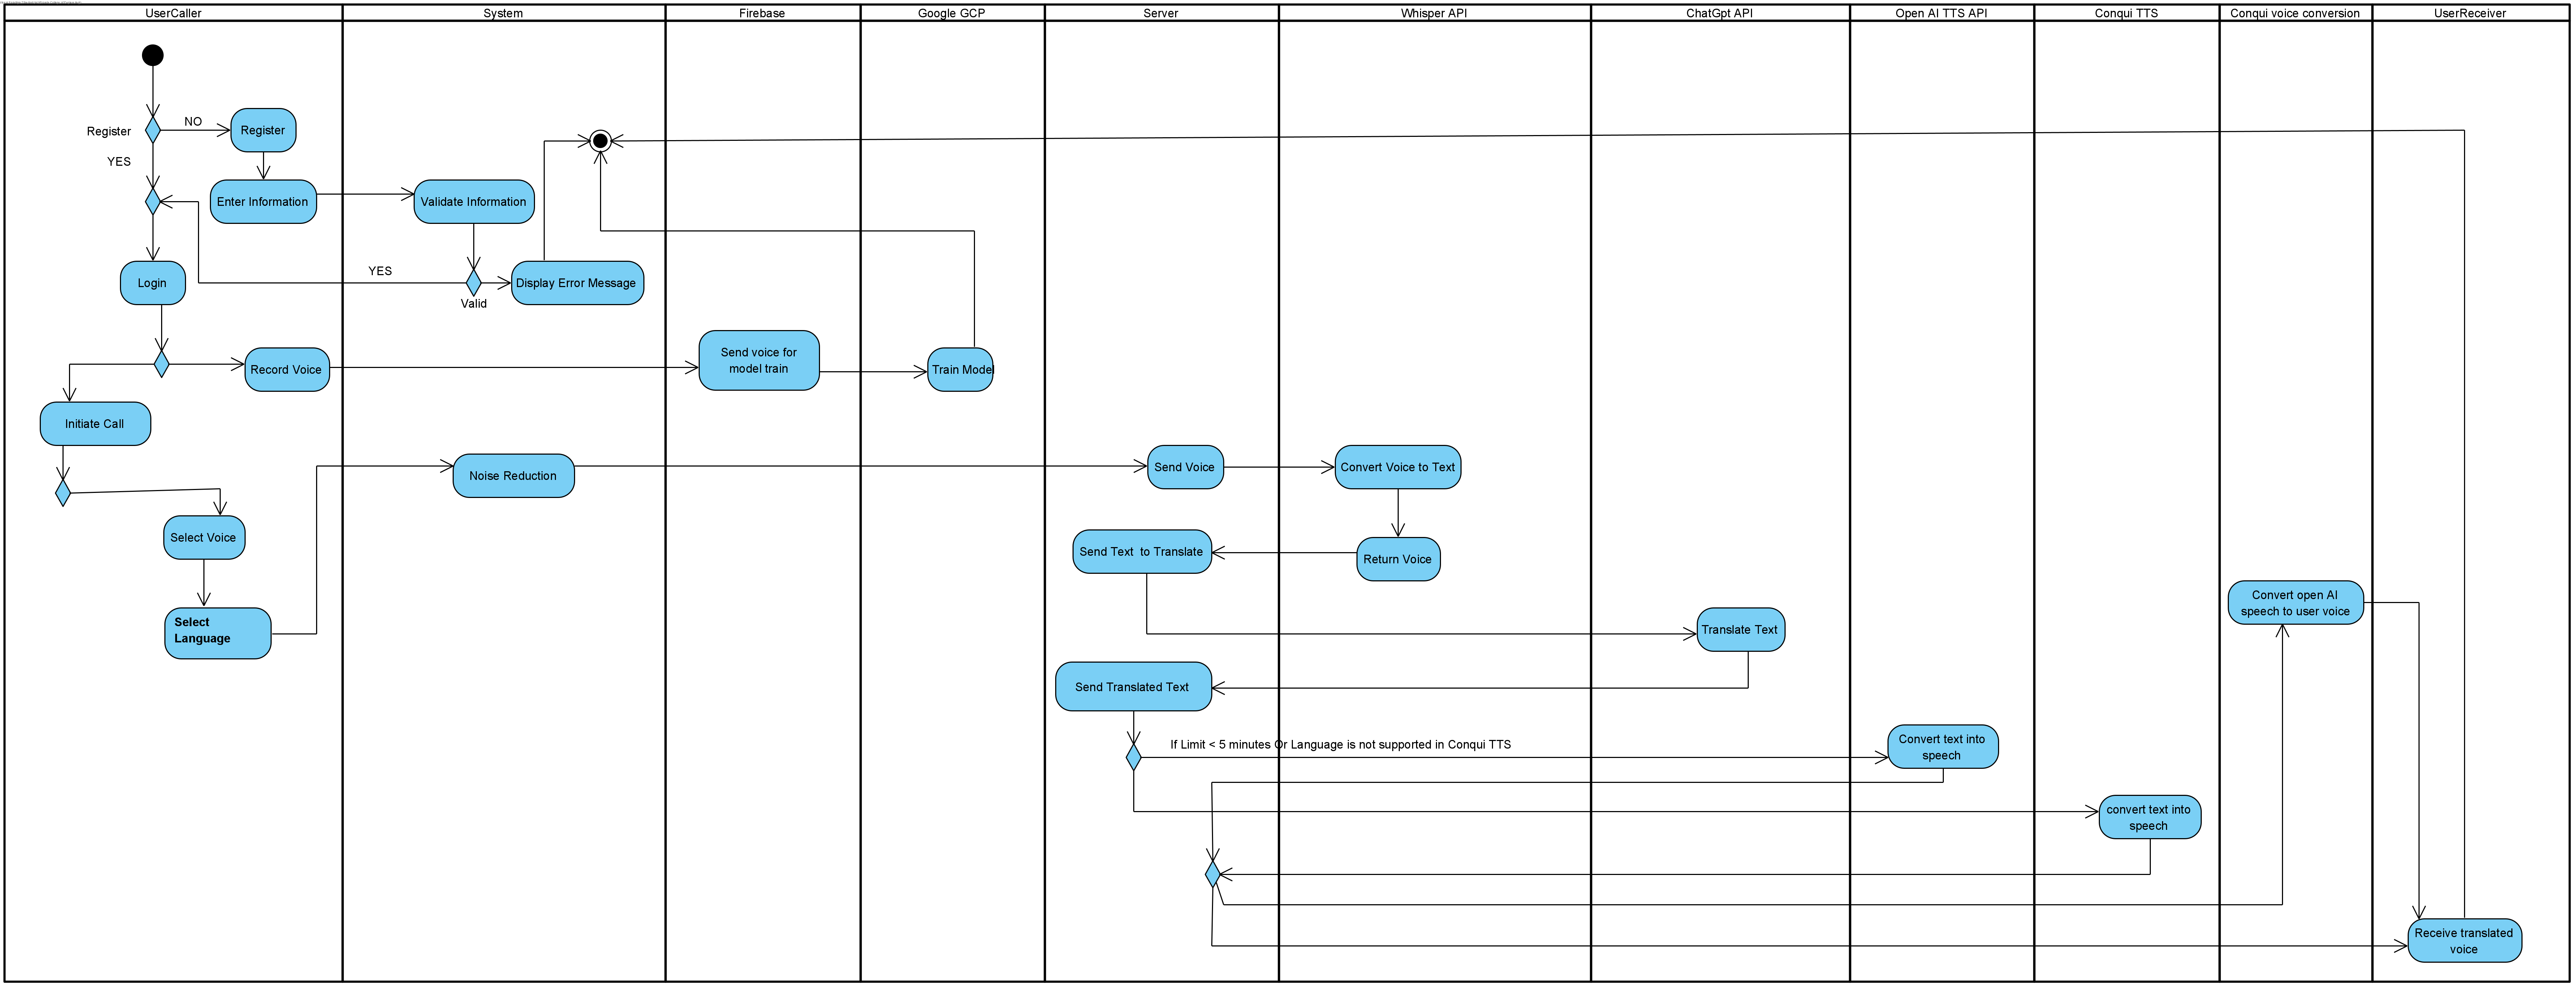 UserCaller
System
Firebase
Google GCP
Server
Whisper API
ChatGpt API
Open AI TTS API
Conqui TTS
Conqui voice conversion
UserReceiver
Register
NO
Register
YES
Enter Information
Validate Information
Login
YES
Display Error Message
Valid
Record Voice
Send voice for
model train
Train Model
Initiate Call
Noise Reduction
Send Voice
Convert Voice to Text
Select Voice
Send Text  to Translate
Return Voice
Convert open AI
speech to user voice
Select
Language
Translate Text
Send Translated Text
If Limit < 5 minutes Or Language is not supported in Conqui TTS
Convert text into
speech
convert text into
speech
Receive translated
voice